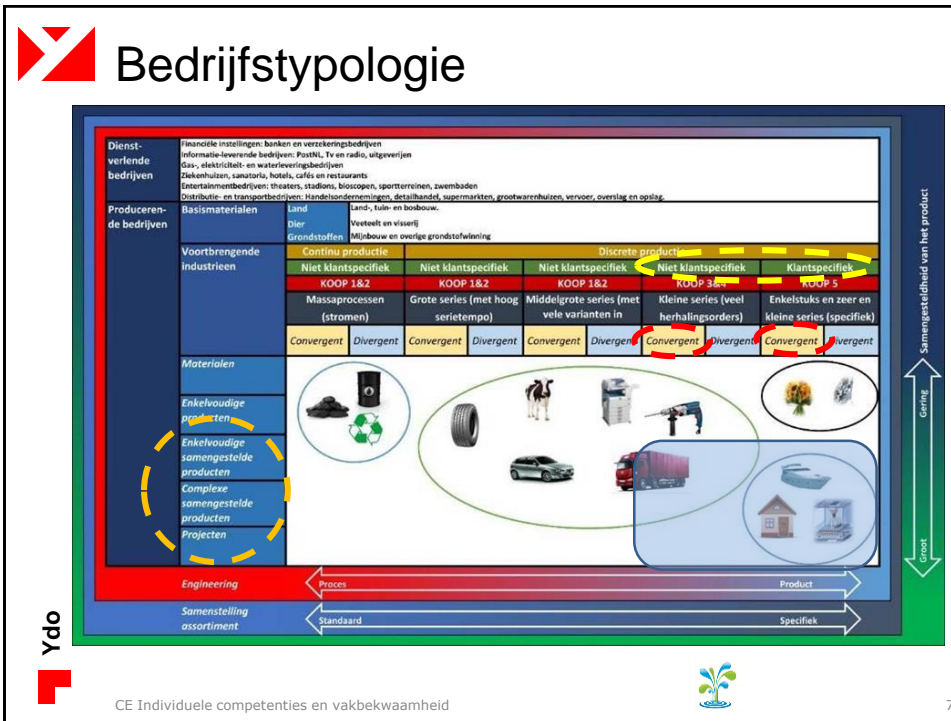 Bedrijfstypologie
Dienst-
verlende
bedrijven
Financiële instellingen: banken en verzekeringsbedrijven
Informatie-leverende bedrijven: PostNL, Tv en radio, uitgeverijen
Gas-, elektriciteit- en waterleveringsbedrijven
Ziekenhuizen, sanatoria, hotels, cafés en restaurants
Entertainmentbedrijven: theaters, stadions, bioscopen, sportterreinen, zwembaden
Distributie- en transportbedrijven: Handelsondernemingen, detailhandel, supermarkten, grootwarenhuizen, vervoer, overslag en opslag.
Produceren-
de bedrijven
Basismaterialen
Land
Land-, tuin- en bosbouw.
Dier
Veeteelt en visserij
Grondstoffen
Mijnbouw en overige grondstofwinning
Voortbrengende
industrieen
Continu productie
Discrete productie
Niet klantspecifiek
Niet klantspecifiek
Niet klantspecifiek
Niet klantspecifiek
Klantspecifiek
KOOP 1&2
KOOP 1&2
KOOP 1&2
KOOP 3&4
KOOP 5
Massaprocessen
(stromen)
Grote series (met hoog
serietempo)
Middelgrote series (met
vele varianten in
Kleine series (veel
herhalingsorders)
Enkelstuks en zeer en
kleine series (specifiek)
Convergent
Divergent
Convergent
Divergent
Convergent
Divergent
Convergent
Divergent
Convergent
Divergent
Materialen
Enkelvoudige
producten
Enkelvoudige
samengestelde
producten
Complexe
samengestelde
producten
Projecten
Engineering
Proces
Product
Samenstelling
assortiment
Standaard
Specifiek
Samengesteldheid van het product
Gering
Groot
Ydo
CE Individuele competenties en vakbekwaamheid
7